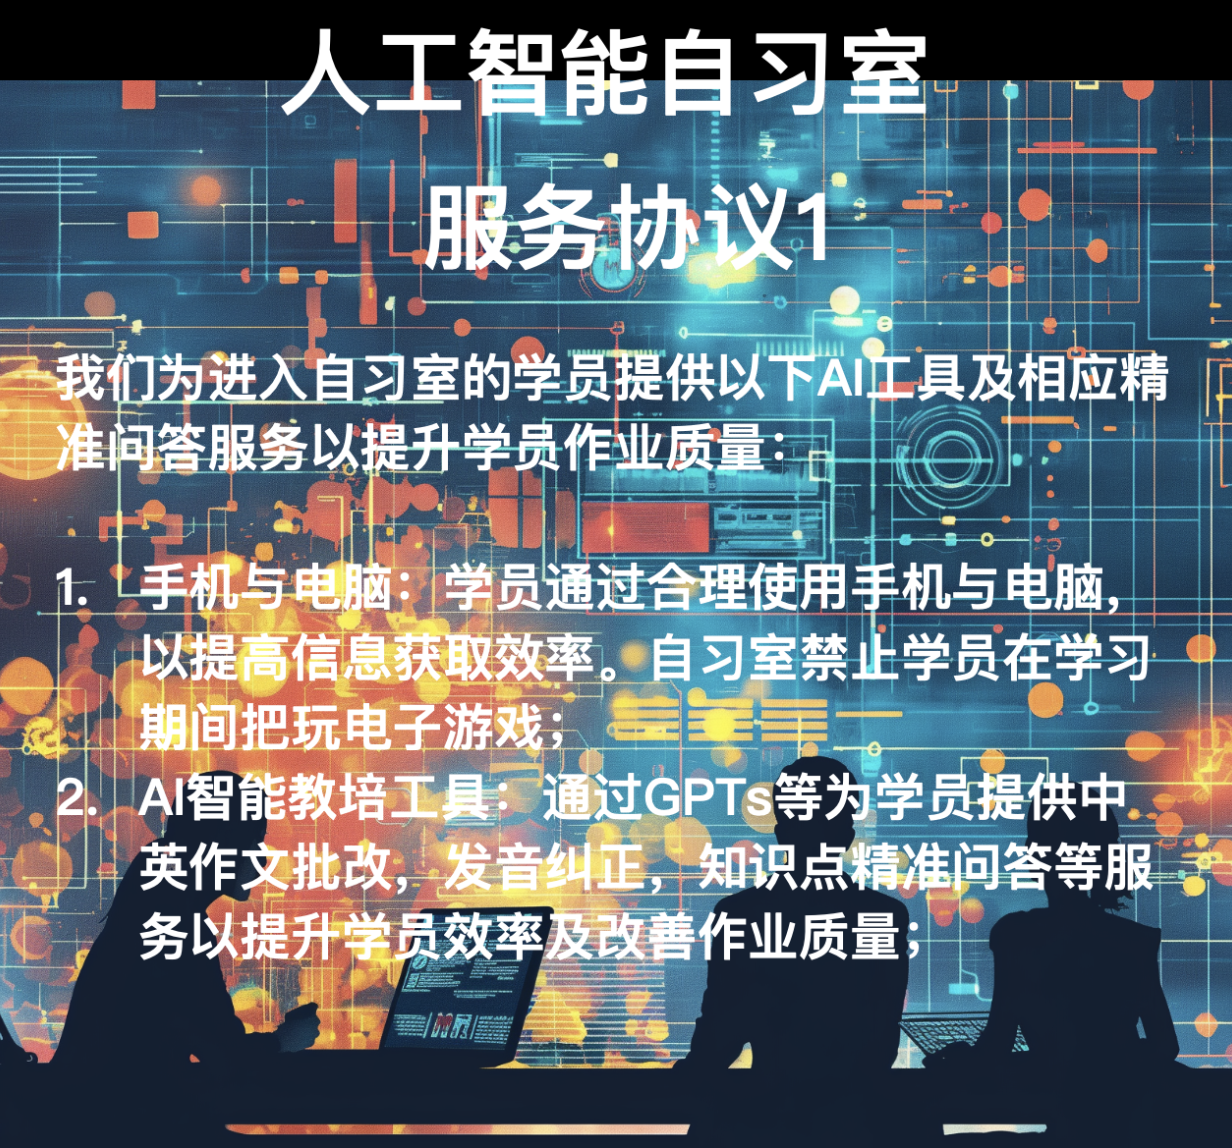 人工智能自习室
服务协议1
我们为进入自习室的学员提供以下AI工具及相应精
准问答服务以提升学员作业质量：
1. 手机与电脑：学员通过合理使用手机与电脑，
以提高信息获取效率。自习室禁止学员在学习
期间把玩电子游戏；
2. AI智能教培工具：通过GPTs等为学员提供中
英作文批改，发音纠正，知识点精准问答等服
务以提升学员效率及改善作业质量；